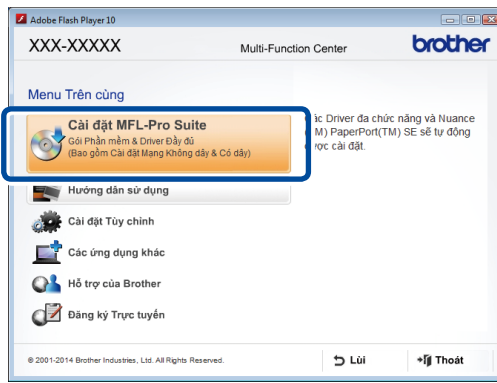 Adobe Flash Player 10
XXX-XXXXX
Multi-Function Center
brother
Menu Trên cùng
Cài đặt MFL-Pro Suite
Gói Phần mềm & Driver Đầy đủ
(Bao gồm Cài đặt Mạng Không dây & Có dây)
Driver đa chức năng và Nuance
PaperPort(TM) SE sẽ tự động
cài đặt.
Hướng dẫn sử dụng
Cài đặt Tùy chỉnh
Các ứng dụng khác
Hỗ trợ của Brother
Đăng ký Trực tuyến
© 2001-2014 Brother Industries, Ltd. All Rights Reserved.
Lùi
Thoát